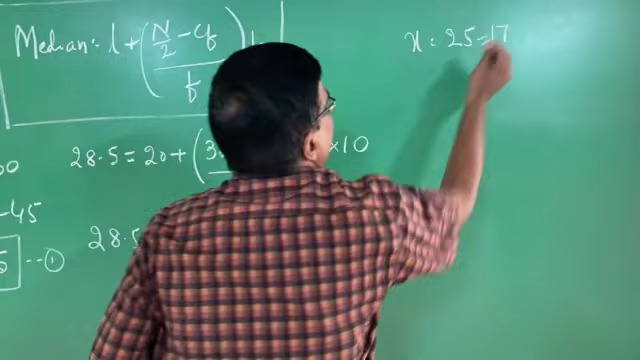 Median: l + (N/2 - cf
f
x = 25-17
28.5 = 20 + (3
×10
-45
28.5
--①